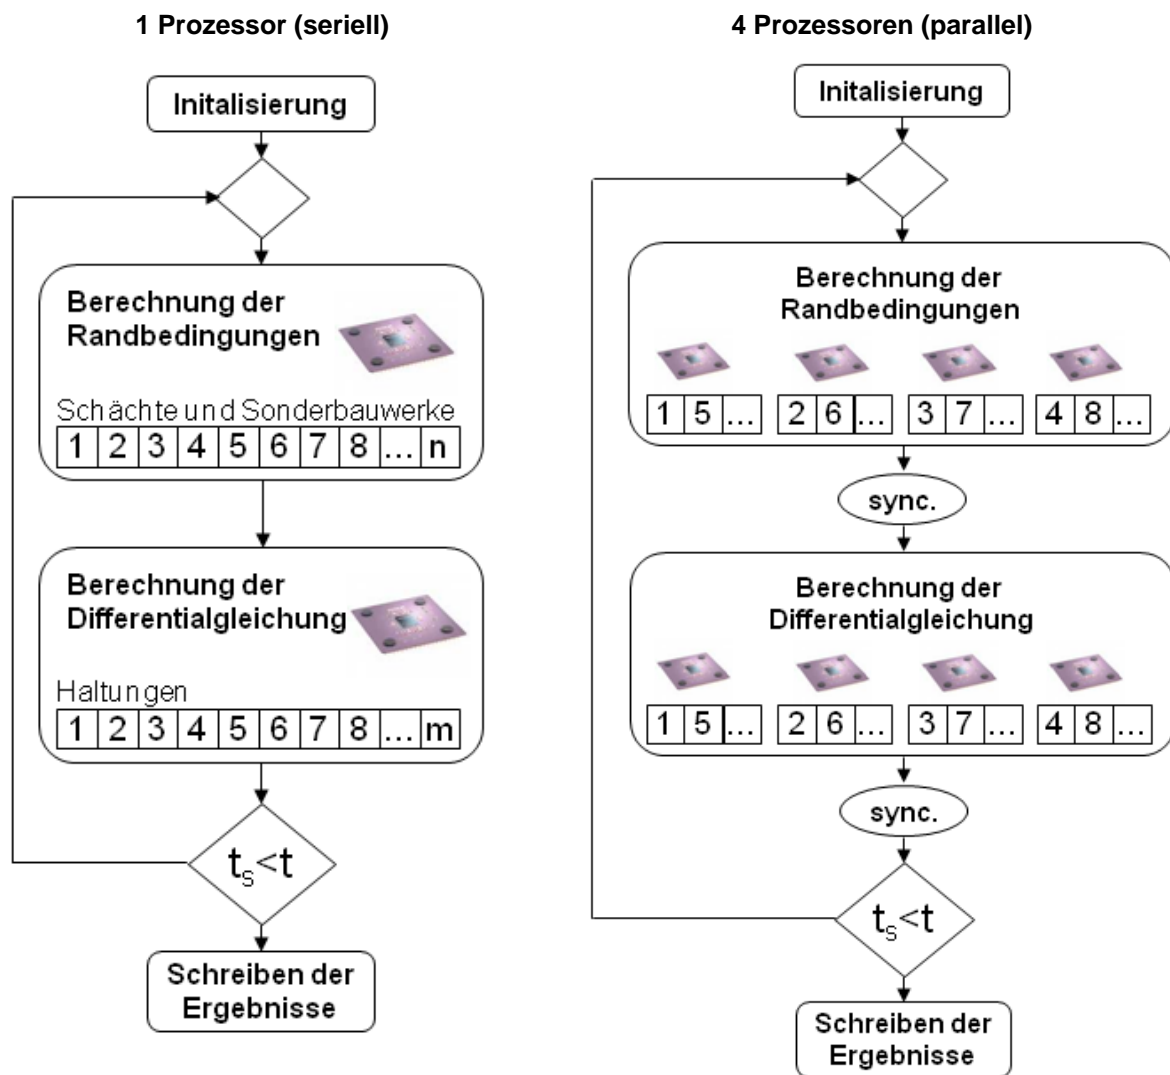 1 Prozessor (seriell)
Initalisierung
Berechnung der
Randbedingungen
Schächte und Sonderbauwerke
1 2 3 4 5 6 7 8 ... n
Berechnung der
Differentialgleichung
Haltungen
1 2 3 4 5 6 7 8 ... m
ts<t
Schreiben der
Ergebnisse
4 Prozessoren (parallel)
Initalisierung
Berechnung der
Randbedingungen
1 5 ... 2 6 ... 3 7 ... 4 8 ...
sync.
Berechnung der
Differentialgleichung
1 5 ... 2 6 ... 3 7 ... 4 8 ...
sync.
ts<t
Schreiben der
Ergebnisse